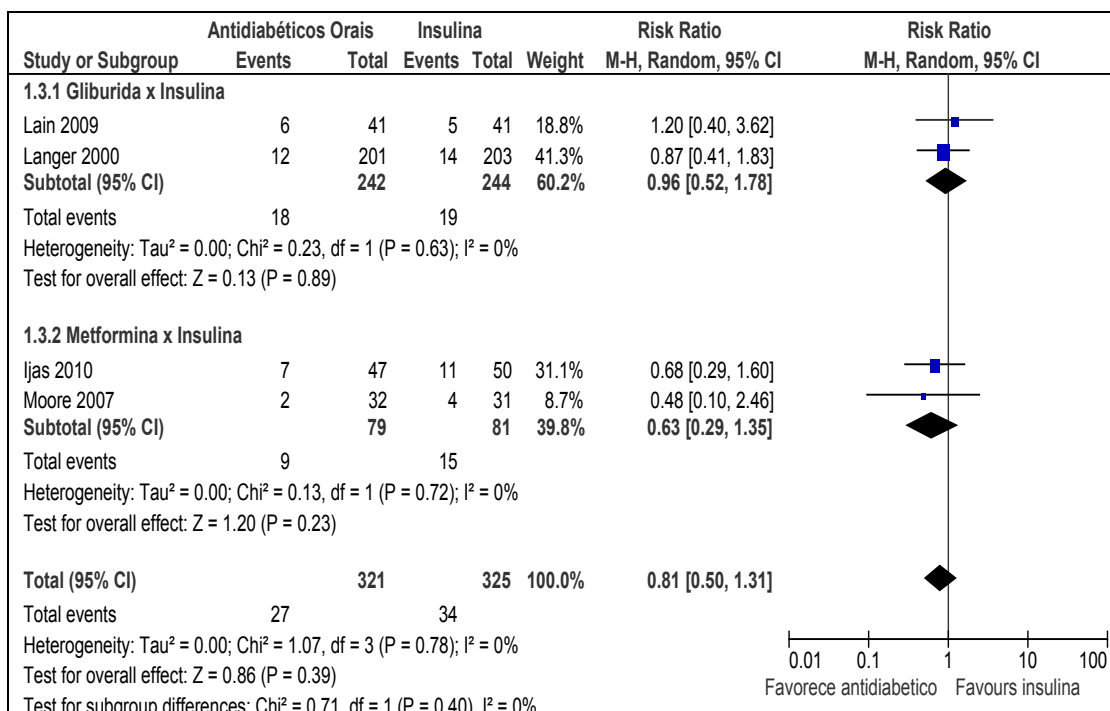 Antidiabéticos Orais Insulina Risk Ratio Risk Ratio
Study or Subgroup Events Total Events Total Weight M-H, Random, 95% CI M-H, Random, 95% CI
1.3.1 Gliburida x Insulina
Lain 2009 6 41 5 41 18.8% 1.20 [0.40, 3.62]
Langer 2000 12 201 14 203 41.3% 0.87 [0.41, 1.83]
Subtotal (95% CI) 242 244 60.2% 0.96 [0.52, 1.78]
Total events 18 19
Heterogeneity: Tau² = 0.00; Chi² = 0.23, df = 1 (P = 0.63); I² = 0%
Test for overall effect: Z = 0.13 (P = 0.89)
1.3.2 Metformina x Insulina
Ijas 2010 7 47 11 50 31.1% 0.68 [0.29, 1.60]
Moore 2007 2 32 4 31 8.7% 0.48 [0.10, 2.46]
Subtotal (95% CI) 79 81 39.8% 0.63 [0.29, 1.35]
Total events 9 15
Heterogeneity: Tau² = 0.00; Chi² = 0.13, df = 1 (P = 0.72); I² = 0%
Test for overall effect: Z = 1.20 (P = 0.23)
Total (95% CI) 321 325 100.0% 0.81 [0.50, 1.31]
Total events 27 34
Heterogeneity: Tau² = 0.00; Chi² = 1.07, df = 3 (P = 0.78); I² = 0%
Test for overall effect: Z = 0.86 (P = 0.39)
Test for subgroup differences: Chi² = 0.71, df = 1 (P = 0.40), I² = 0%
0.01 0.1 1 10 100
Favorece antidiabetico Favours insulina